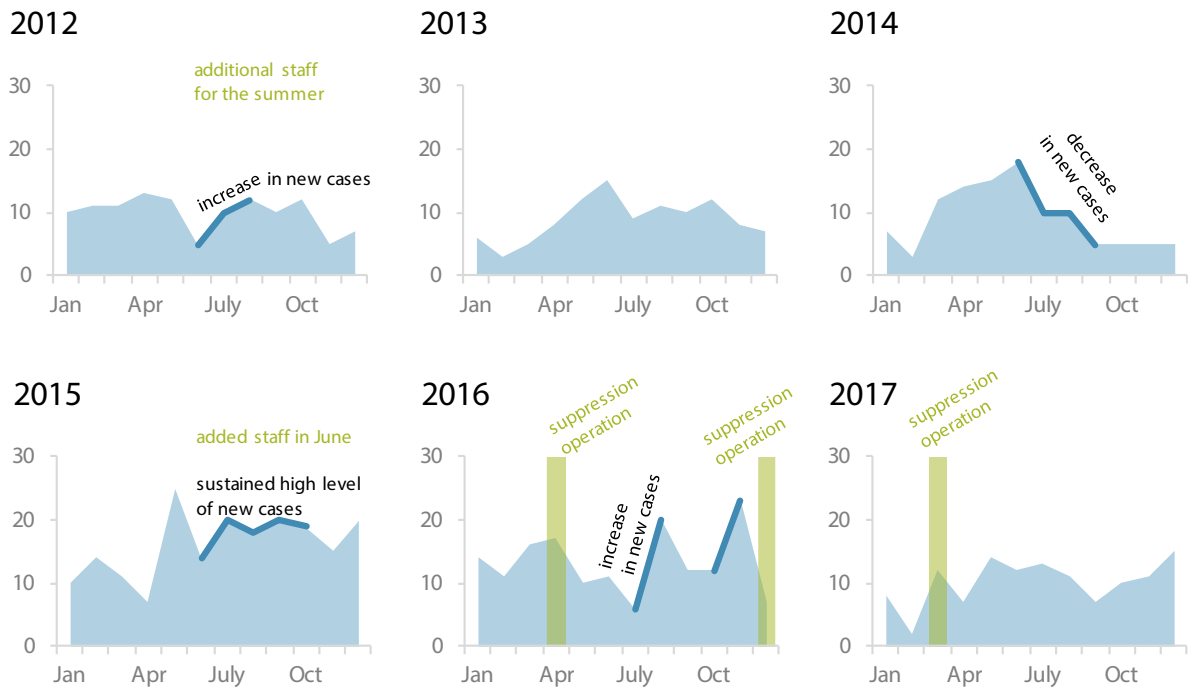 2012
additional staff
for the summer
30
20
10
0
increase in new cases
Jan Apr July Oct
2013
30
20
10
0
Jan Apr July Oct
2014
30
20
10
0
decrease
in new cases
Jan Apr July Oct
2015
added staff in June
sustained high level
of new cases
30
20
10
0
Jan Apr July Oct
2016
suppression
operation
suppression
operation
increase
in new cases
30
20
10
0
Jan Apr July Oct
2017
suppression
operation
30
20
10
0
Jan Apr July Oct